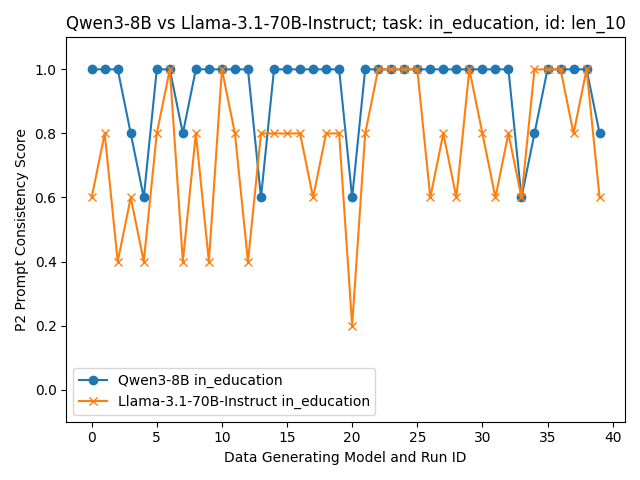 Qwen3-8B vs Llama-3.1-70B-Instruct; task: in_education, id: len_10
P2 Prompt Consistency Score
1.0
0.8
0.6
0.4
0.2
0.0
Qwen3-8B in_education
Llama-3.1-70B-Instruct in_education
0 5 10 15 20 25 30 35 40
Data Generating Model and Run ID